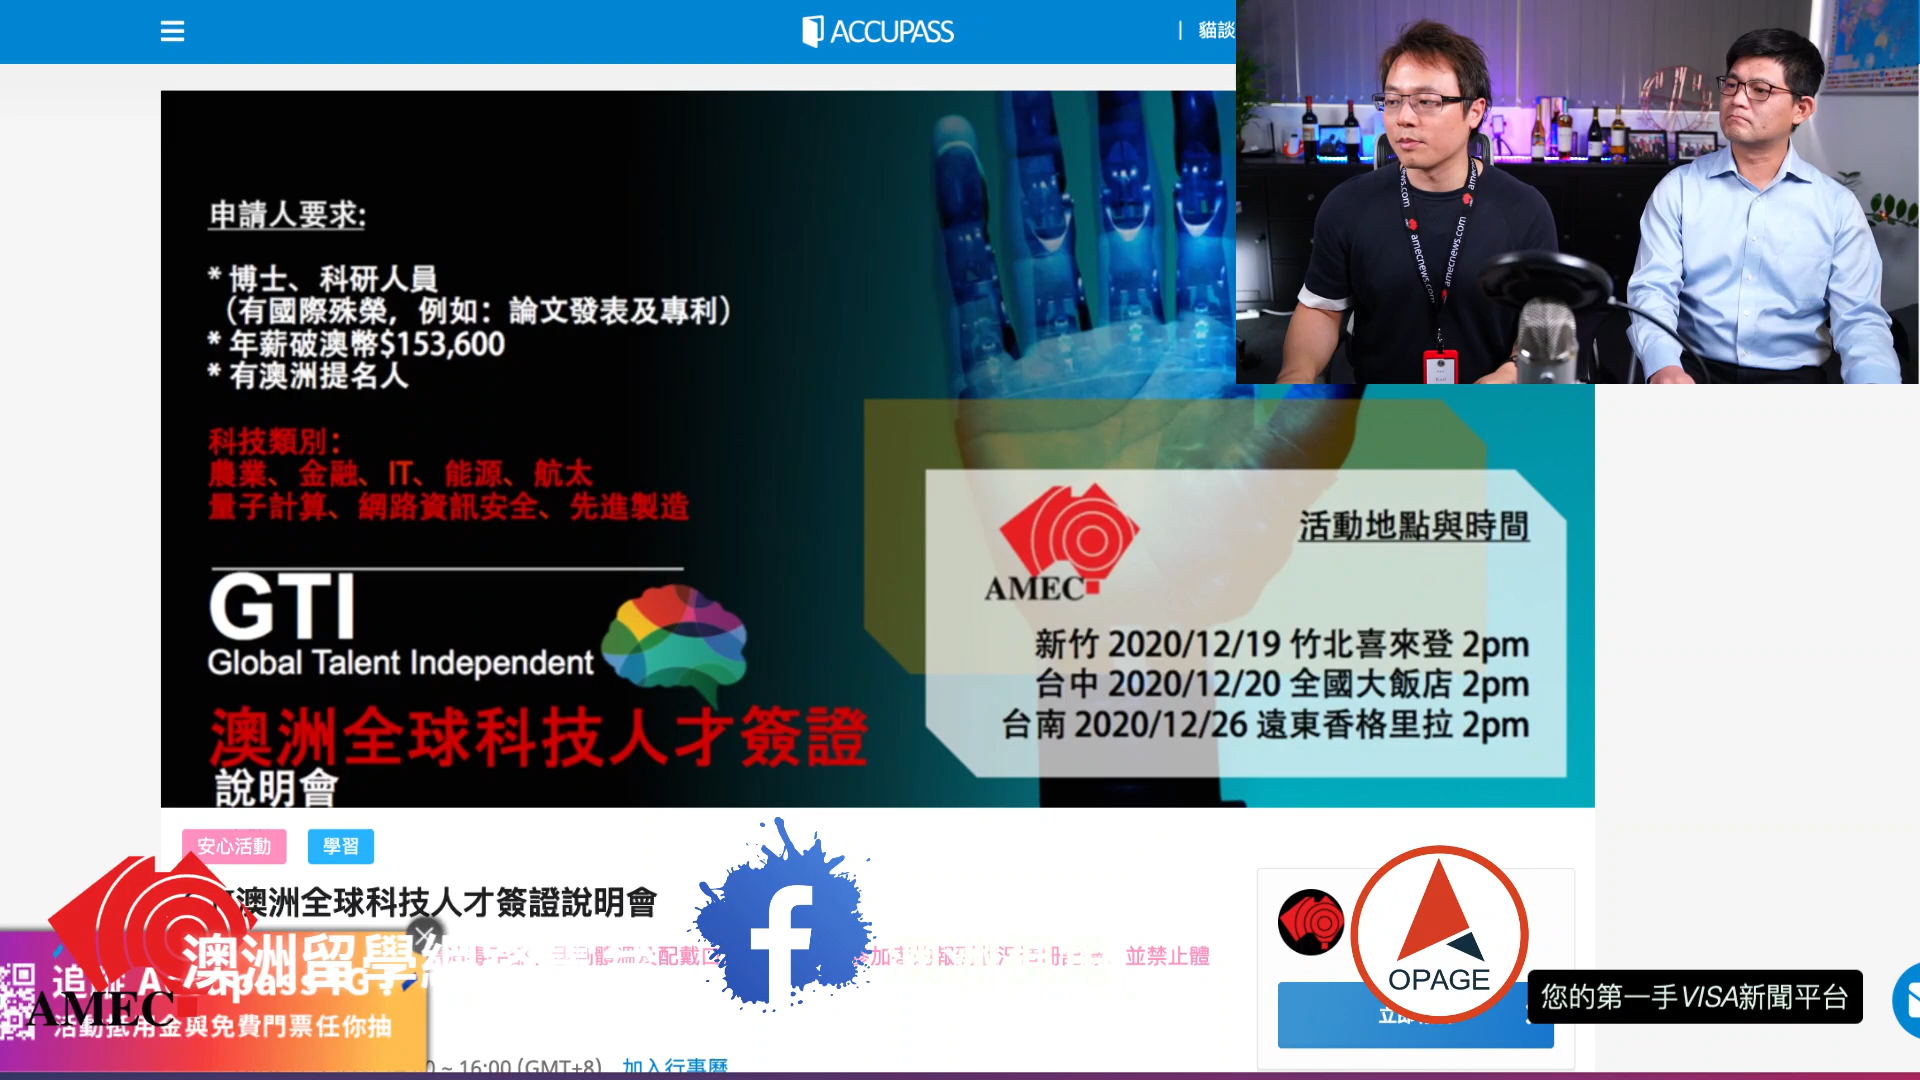 ACCUPASS
| 貓談
申請人要求:
* 博士、科研人員
（有國際殊榮，例如：論文發表及專利）
* 年薪破澳幣$153,600
* 有澳洲提名人
科技類別：
農業、金融、IT、能源、航太
量子計算、網路資訊安全、先進製造
GTI
Global Talent Independent
澳洲全球科技人才簽證
說明會
AMEC
活動地點與時間
新竹 2020/12/19 竹北喜來登 2pm
台中 2020/12/20 全國大飯店 2pm
台南 2020/12/26 遠東香格里拉 2pm
amecnews.com
amecnews.com
安心活動
學習
澳洲全球科技人才簽證說明會
並禁止體
澳洲留學
AMEC
活動抵用金與免費門票任你抽
~ 16:00 (GMT+8)
加入行事曆
f
OPAGE
您的第一手VISA新聞平台